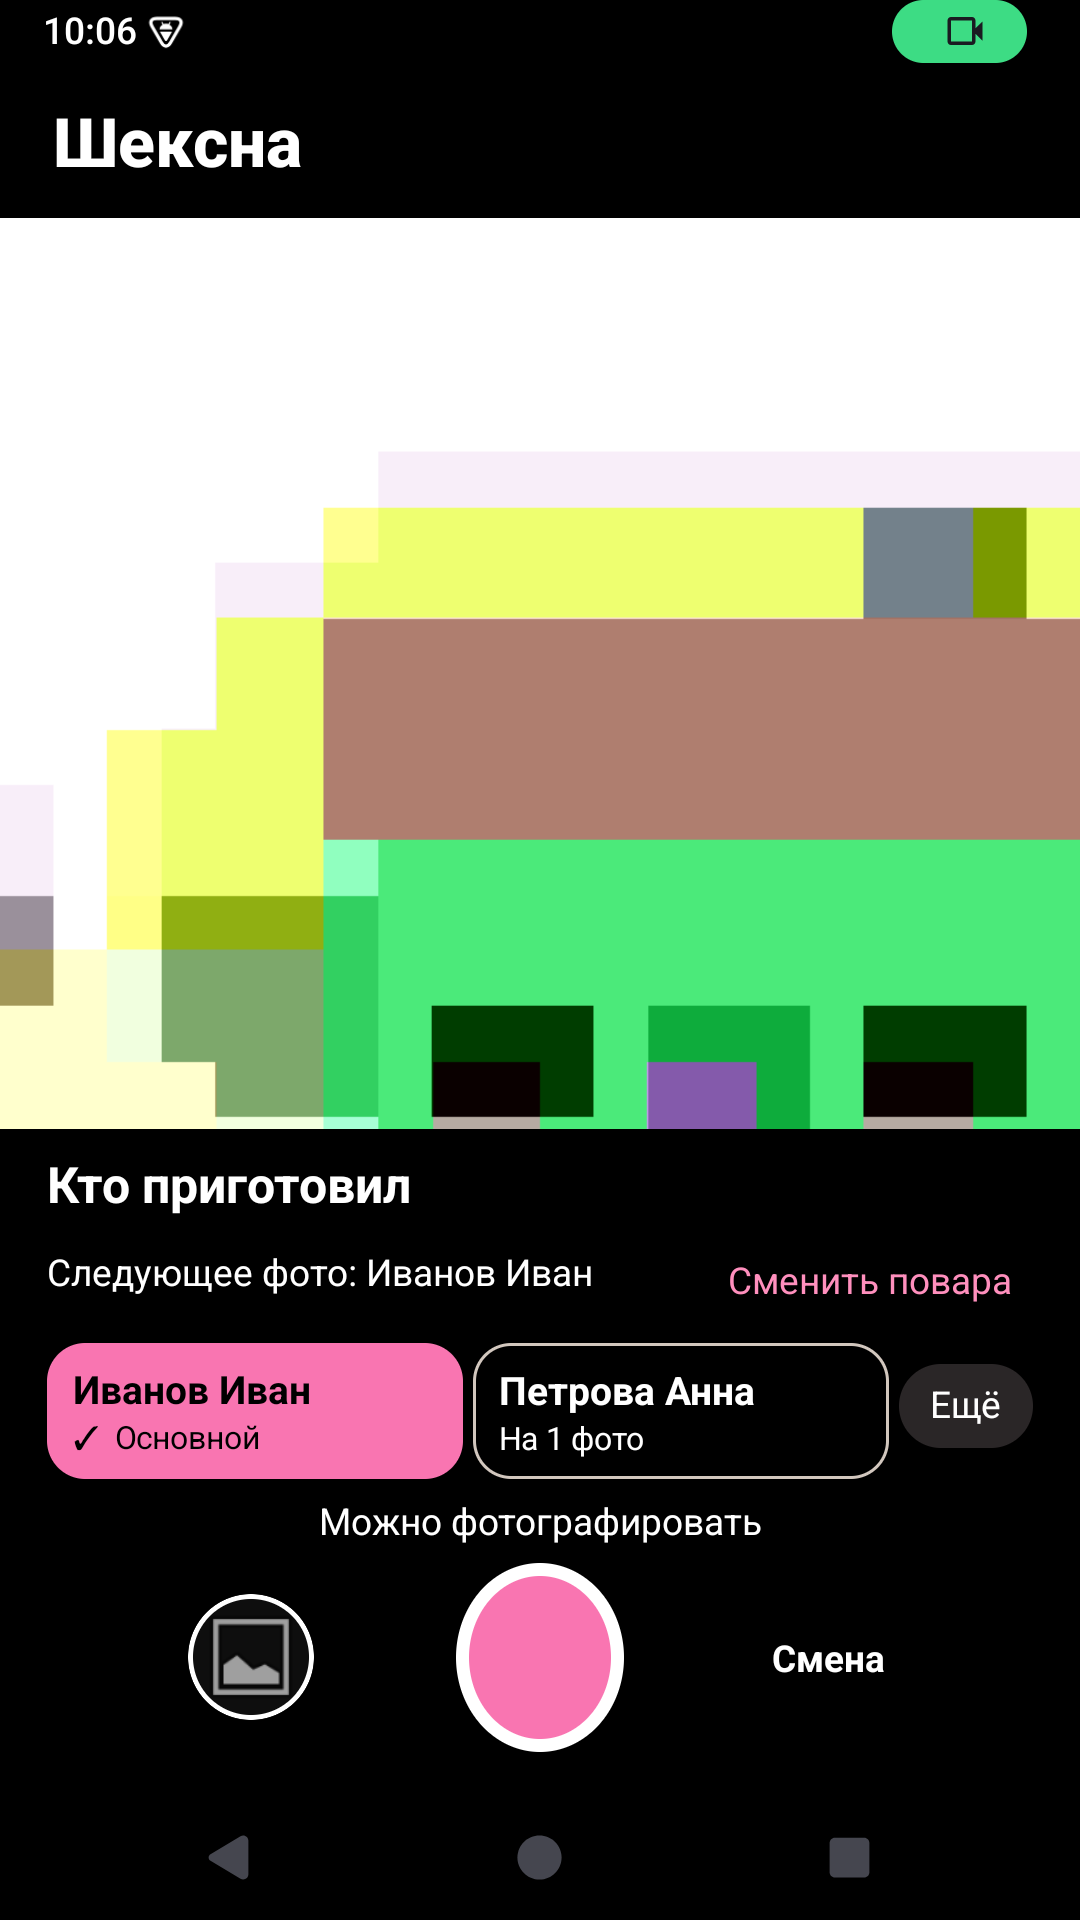 10:06
Шексна
Кто приготовил
Следующее фото: Иванов Иван
Сменить повара
Иванов Иван
✓ Основной
Петрова Анна
На 1 фото
Ещё
Можно фотографировать
Смена